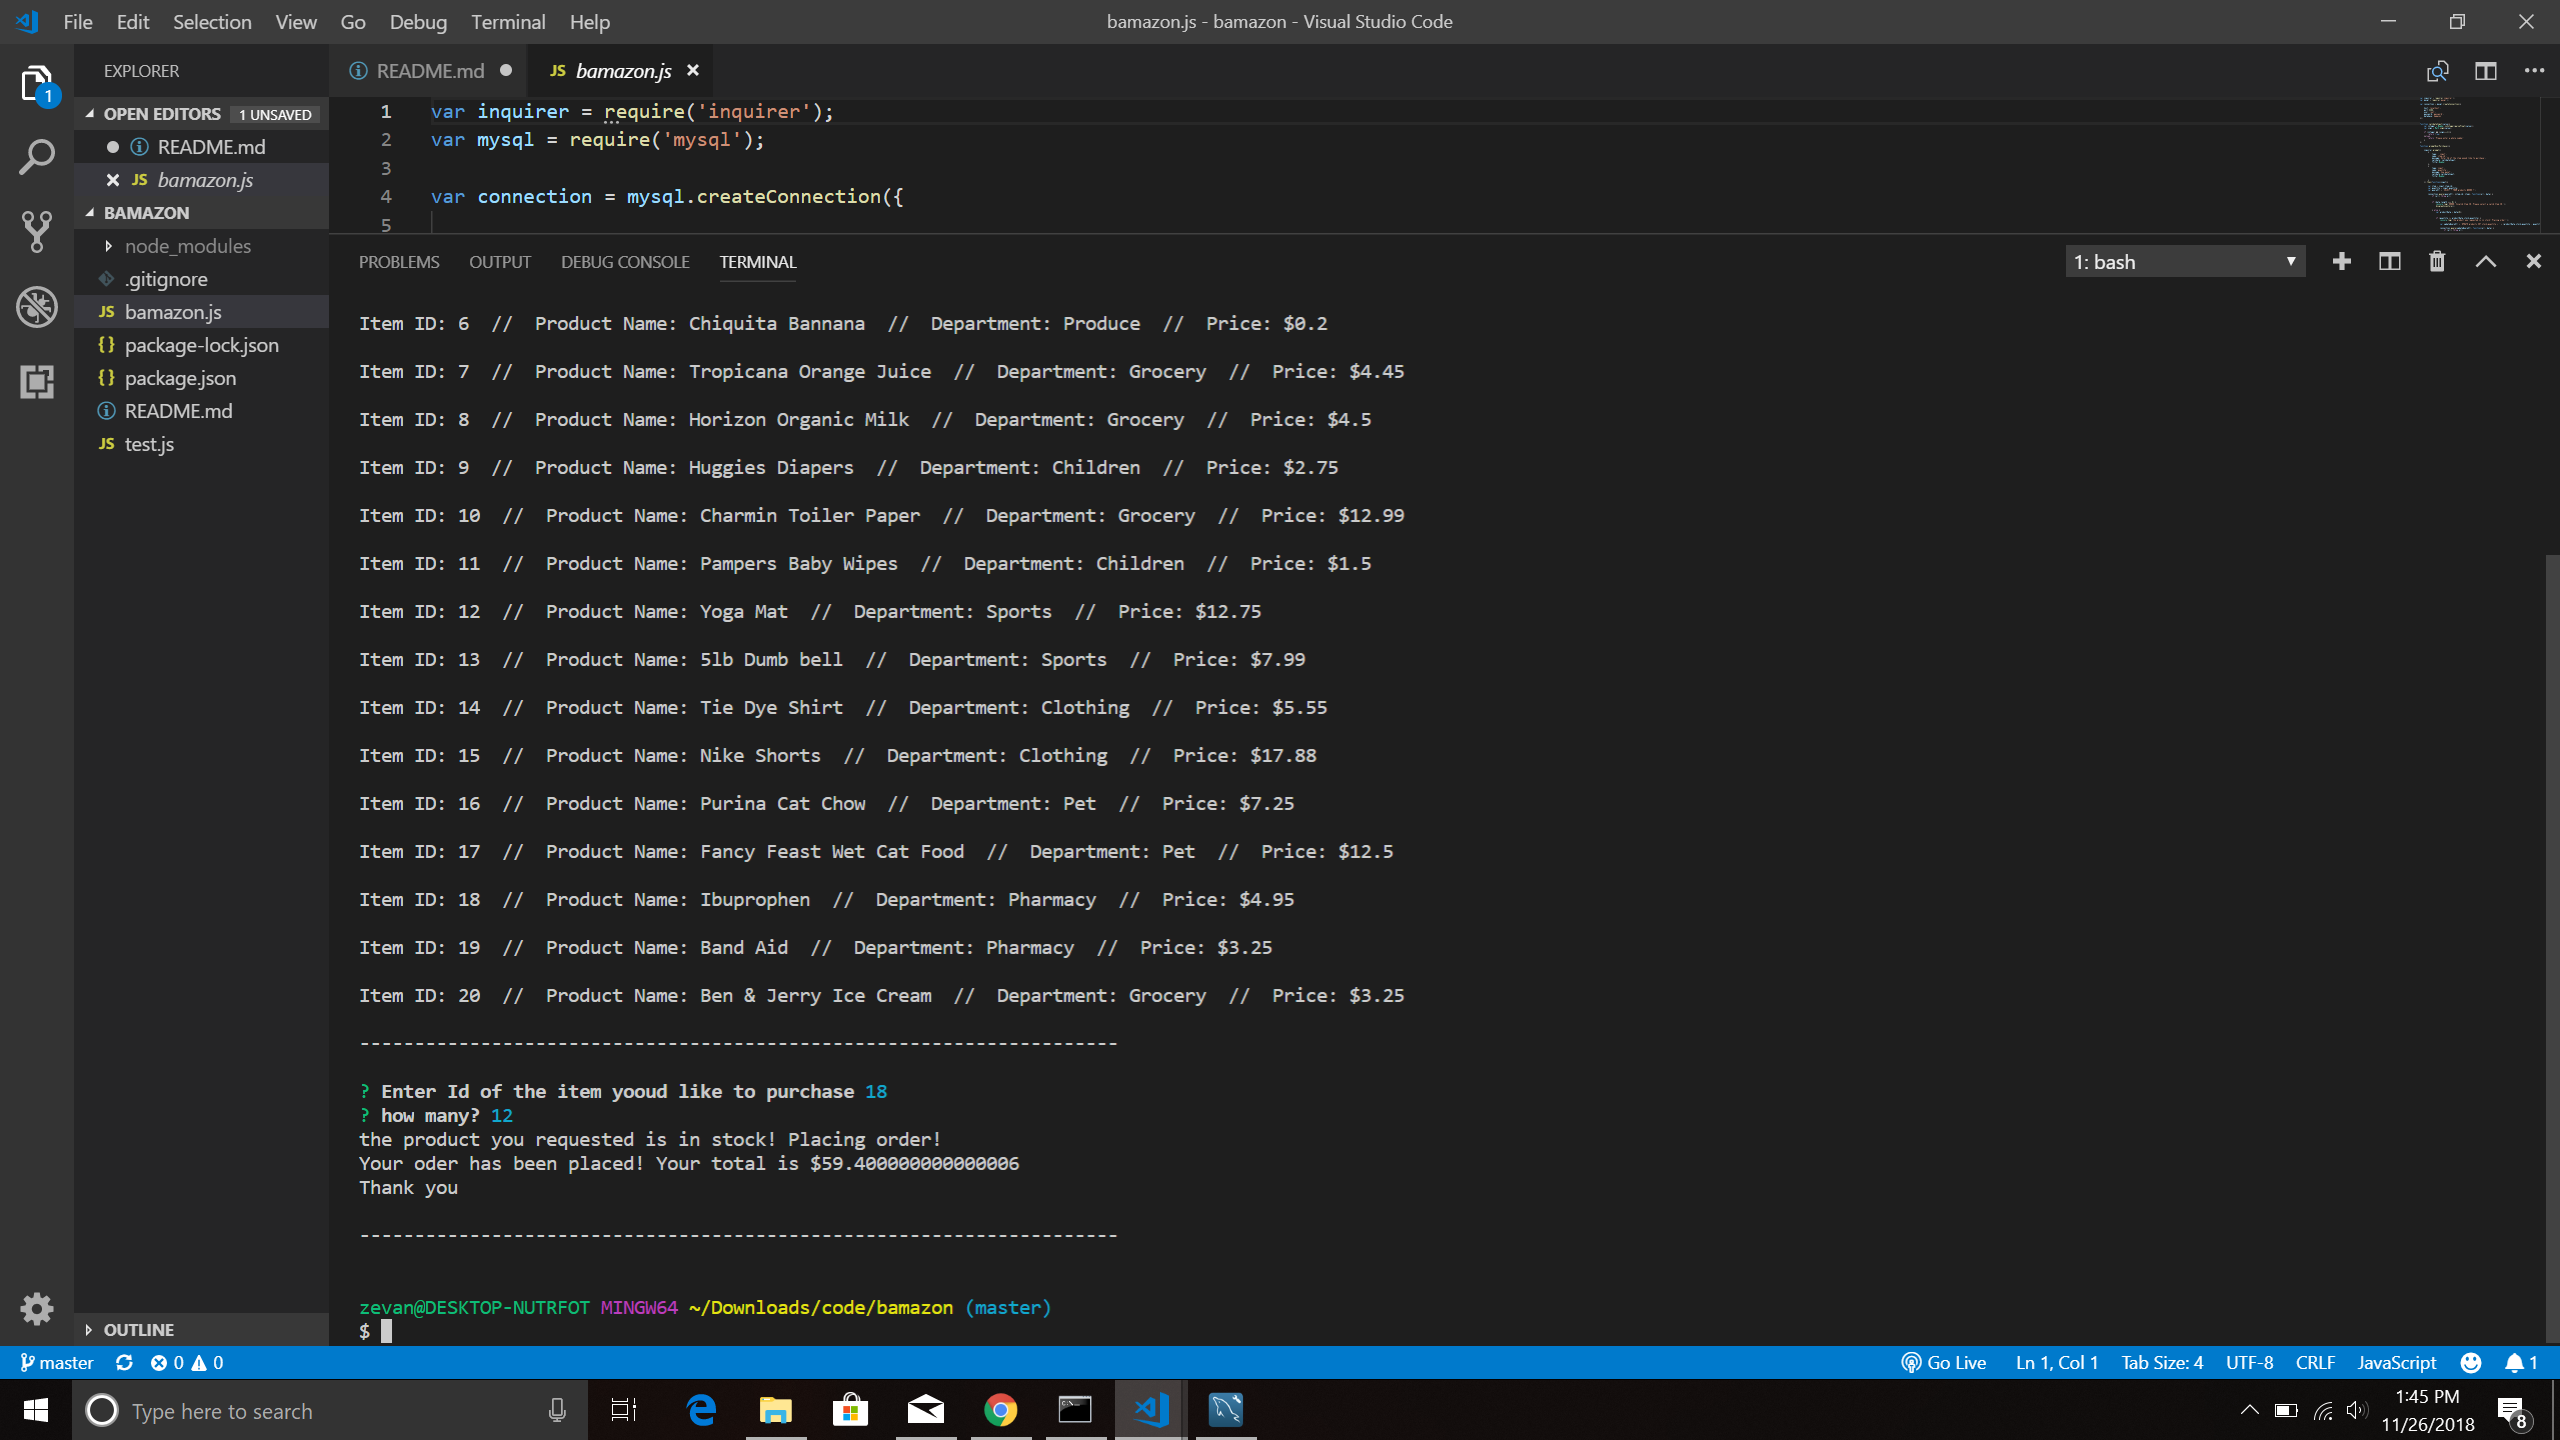 File Edit Selection View Go Debug Terminal Help
bamazon.js - bamazon - Visual Studio Code
EXPLORER
OPEN EDITORS 1 UNSAVED
README.md
JS bamazon.js
BAMAZON
node_modules
.gitignore
JS bamazon.js
{} package-lock.json
{} package.json
README.md
JS test.js
OUTLINE
1
README.md
JS bamazon.js
1 var inquirer = require('inquirer');
2 var mysql = require('mysql');
3
4 var connection = mysql.createConnection({
5
PROBLEMS OUTPUT DEBUG CONSOLE TERMINAL
1: bash
Item ID: 6 // Product Name: Chiquita Bannana // Department: Produce // Price: $0.2
Item ID: 7 // Product Name: Tropicana Orange Juice // Department: Grocery // Price: $4.45
Item ID: 8 // Product Name: Horizon Organic Milk // Department: Grocery // Price: $4.5
Item ID: 9 // Product Name: Huggies Diapers // Department: Children // Price: $2.75
Item ID: 10 // Product Name: Charmin Toiler Paper // Department: Grocery // Price: $12.99
Item ID: 11 // Product Name: Pampers Baby Wipes // Department: Children // Price: $1.5
Item ID: 12 // Product Name: Yoga Mat // Department: Sports // Price: $12.75
Item ID: 13 // Product Name: 5lb Dumb bell // Department: Sports // Price: $7.99
Item ID: 14 // Product Name: Tie Dye Shirt // Department: Clothing // Price: $5.55
Item ID: 15 // Product Name: Nike Shorts // Department: Clothing // Price: $17.88
Item ID: 16 // Product Name: Purina Cat Chow // Department: Pet // Price: $7.25
Item ID: 17 // Product Name: Fancy Feast Wet Cat Food // Department: Pet // Price: $12.5
Item ID: 18 // Product Name: Ibuprophen // Department: Pharmacy // Price: $4.95
Item ID: 19 // Product Name: Band Aid // Department: Pharmacy // Price: $3.25
Item ID: 20 // Product Name: Ben & Jerry Ice Cream // Department: Grocery // Price: $3.25
---------------------------------------------------------------------
? Enter Id of the item yooud like to purchase 18
? how many? 12
the product you requested is in stock! Placing order!
Your oder has been placed! Your total is $59.400000000000006
Thank you
---------------------------------------------------------------------
zevan@DESKTOP-NUTRFOT MINGW64 ~/Downloads/code/bamazon (master)
$
master 0 0
Go Live Ln 1, Col 1 Tab Size: 4 UTF-8 CRLF JavaScript 1
Type here to search
1:45 PM
11/26/2018
8